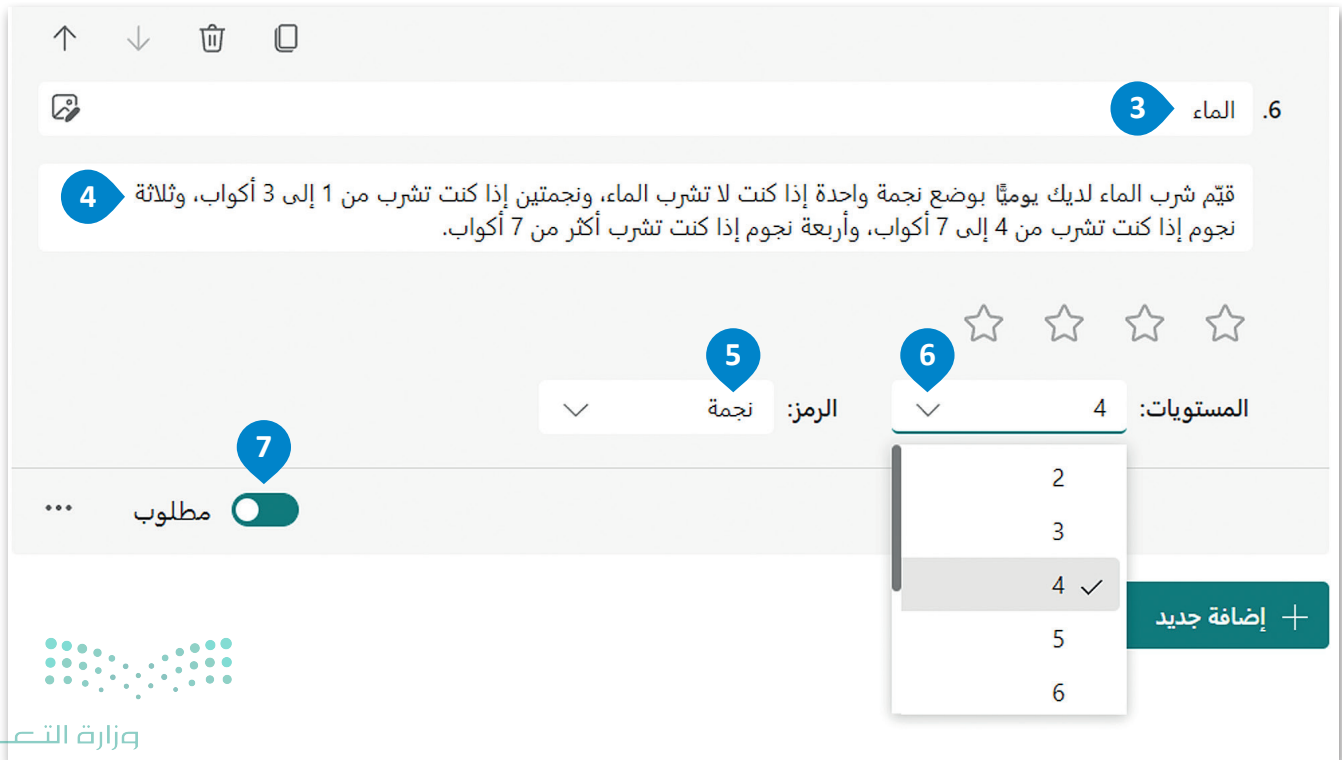 6. الماء
3
قيّم شرب الماء لديك يوميًّا بوضع نجمة واحدة إذا كنت لا تشرب الماء، ونجمتين إذا كنت تشرب من 1 إلى 3 أكواب، وثلاثة
نجوم إذا كنت تشرب من 4 إلى 7 أكواب، وأربعة نجوم إذا كنت تشرب أكثر من 7 أكواب.
4
6
5
المستويات: 4
الرمز: نجمة
2
3
4
5
6
7
مطلوب
إضافة جديد
وزارة التعـ